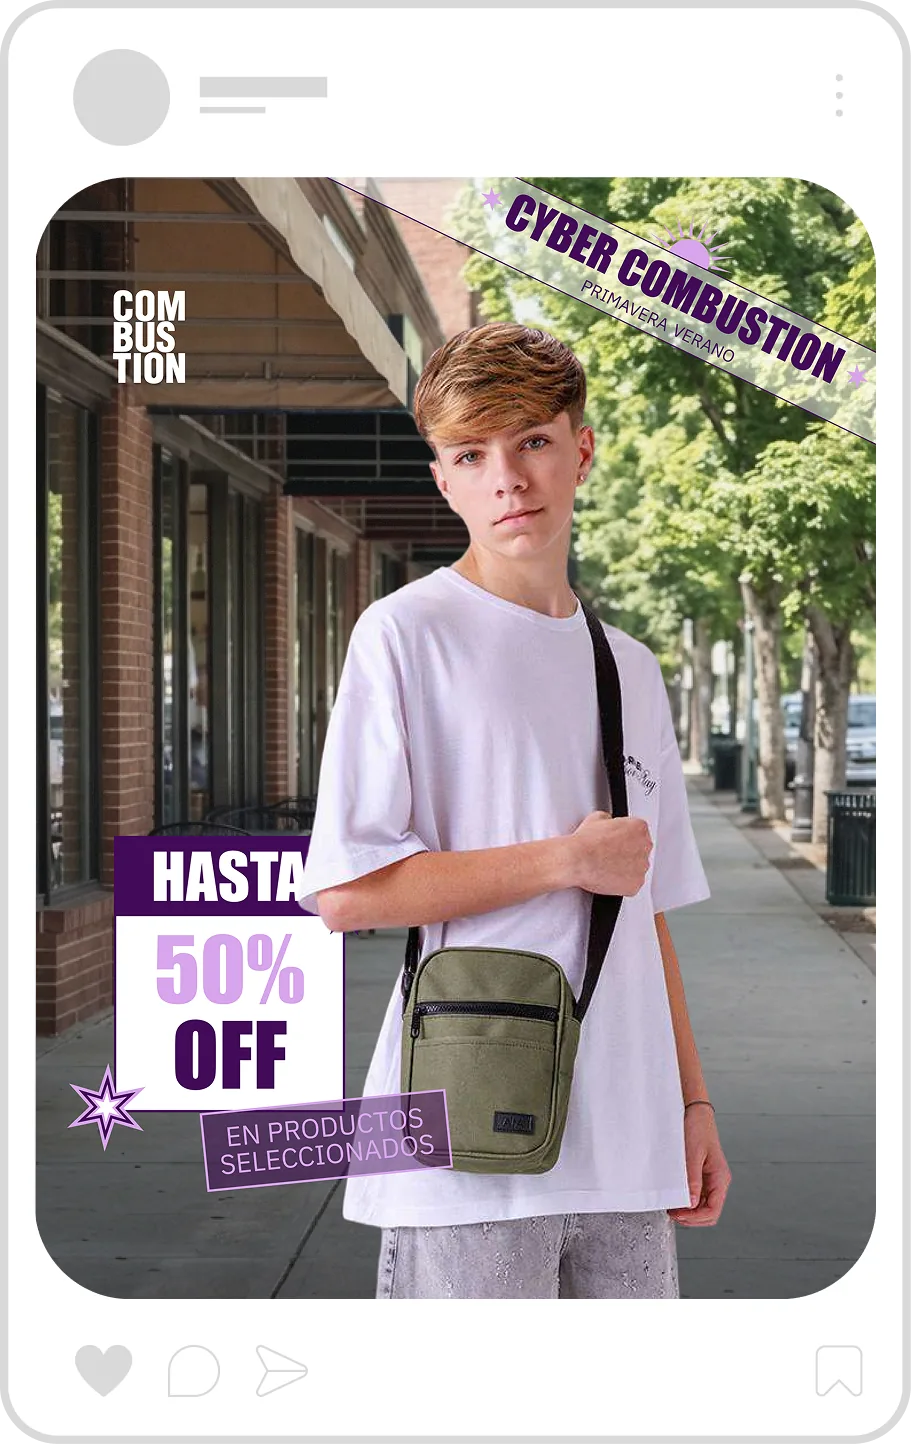 COM
BUS
TION
CYBER COMBUSTION
PRIMAVERA VERANO
HASTA
50%
OFF
EN PRODUCTOS
SELECCIONADOS